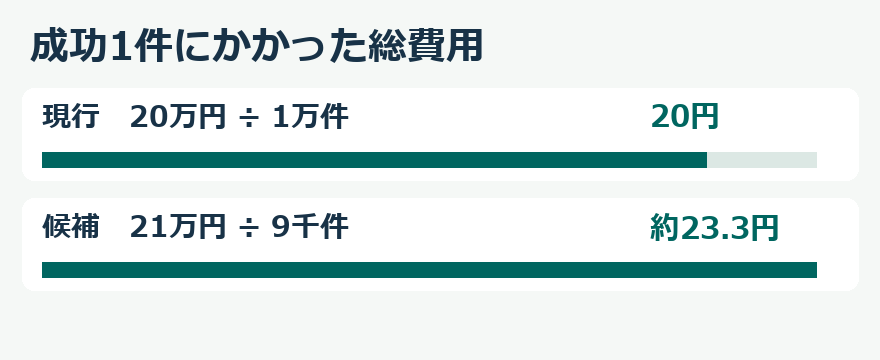 成功1件にかかった総費用
現行　20万円 ÷ 1万件　20円
候補　21万円 ÷ 9千件　約23.3円